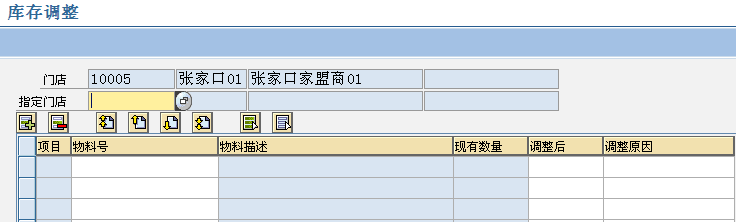 库存调整
门店 10005 张家口01 张家口家盟商01
指定门店
项目 物料号 物料描述 现有数量 调整后 调整原因